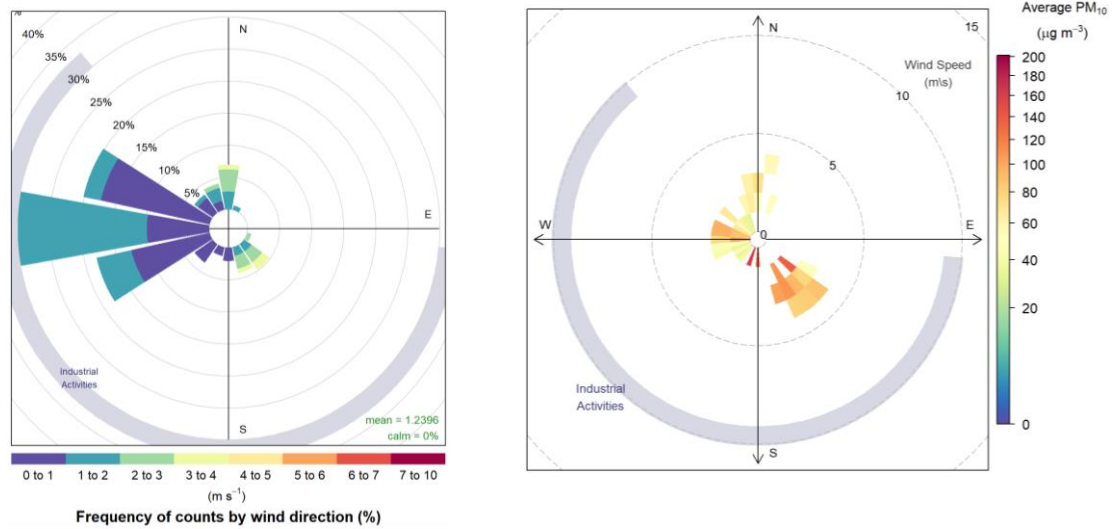 %
40%
35%
30%
25%
20%
15%
10%
5%
N
E
S
Industrial
Activities
mean = 1.2396
calm = 0%
0 to 1 1 to 2 2 to 3 3 to 4 4 to 5 5 to 6 6 to 7 7 to 10
(m s⁻¹)
Frequency of counts by wind direction (%)
N
15
Wind Speed
(m\s)
10
5
W
0
E
Industrial
Activities
S
Average PM₁₀
(μg m⁻³)
200
180
160
140
120
100
80
60
40
20
0